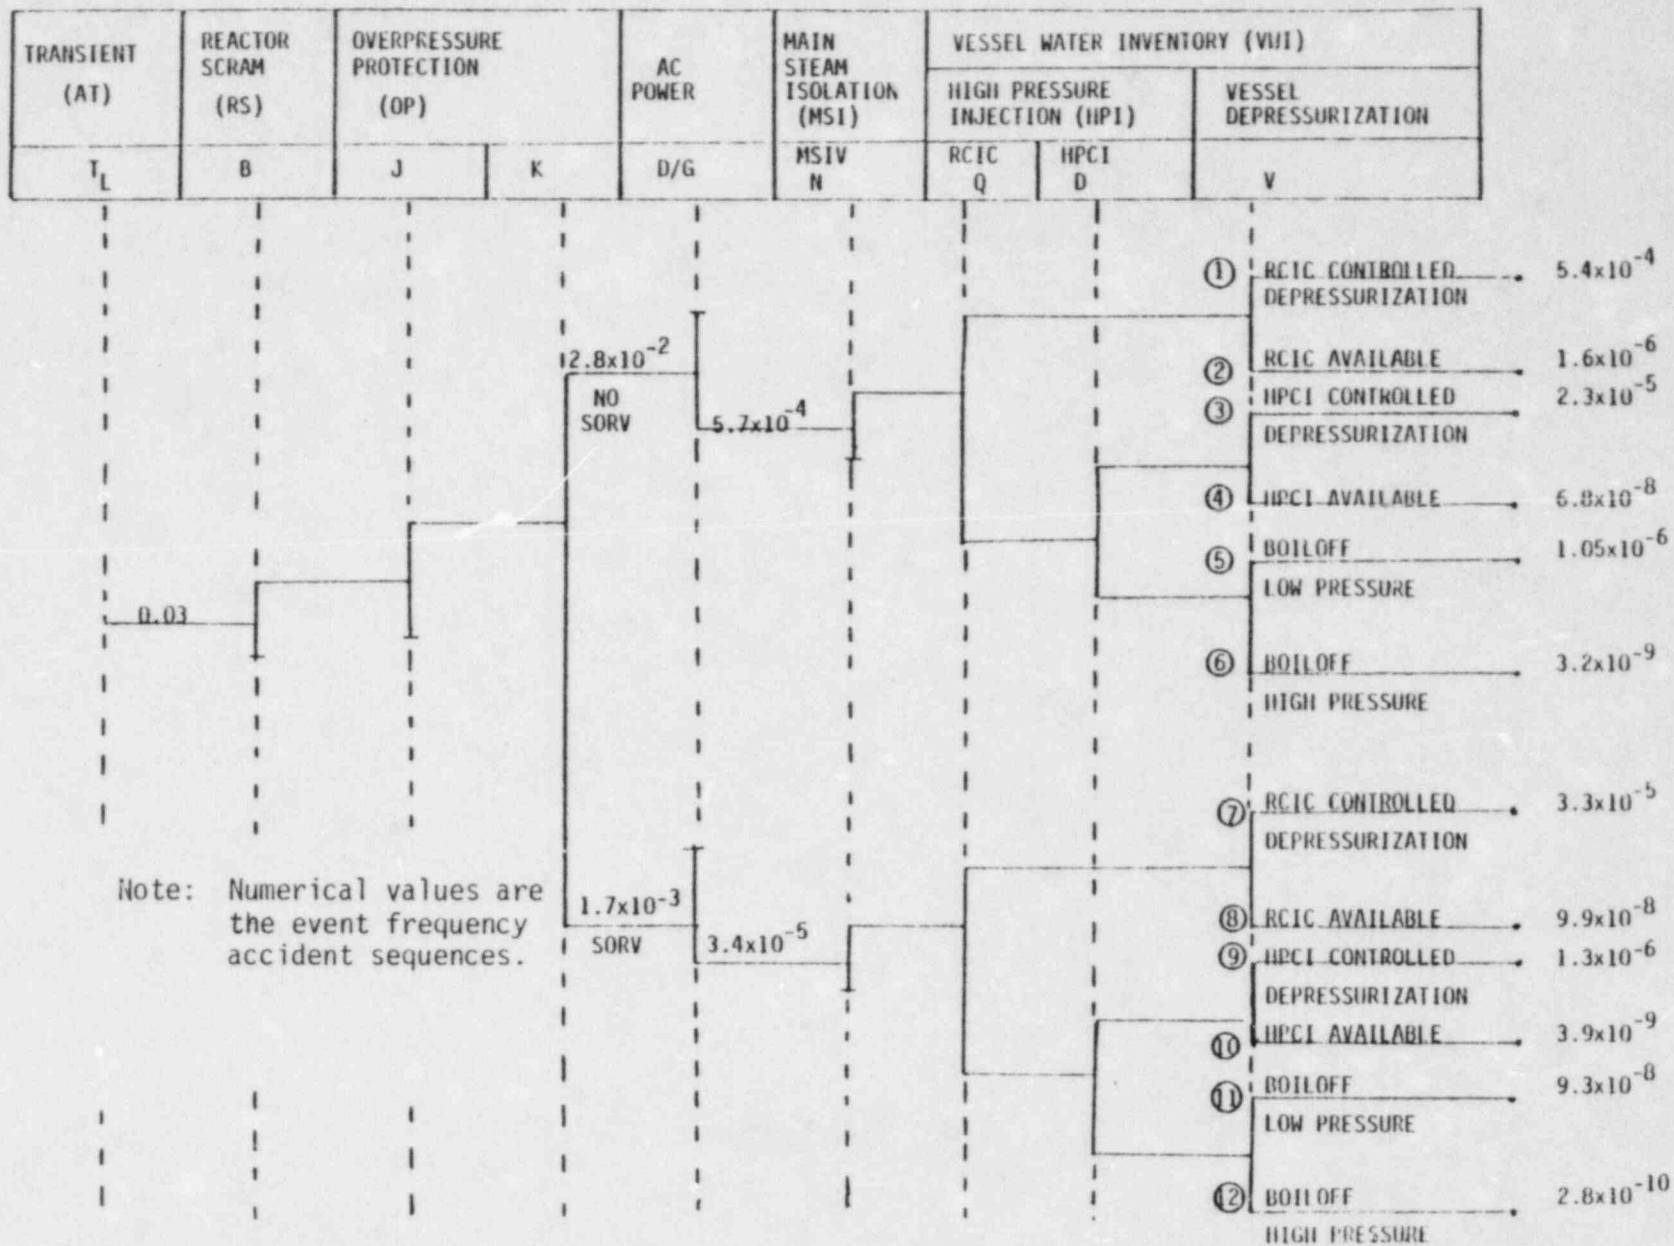 TRANSIENT
(AT)
REACTOR
SCRAM
(RS)
OVERPRESSURE
PROTECTION
(OP)
AC
POWER
MAIN
STEAM
ISOLATION
(MSI)
VESSEL WATER INVENTORY (VWI)
HIGH PRESSURE
INJECTION (HPI)
VESSEL
DEPRESSURIZATION
T_L
B
J
K
D/G
MSIV
N
RCIC
Q
HPCI
D
V
① RCIC CONTROLLED 5.4x10⁻⁴
DEPRESSURIZATION
② RCIC AVAILABLE 1.6x10⁻⁶
③ HPCI CONTROLLED 2.3x10⁻⁵
DEPRESSURIZATION
④ HPCI AVAILABLE 6.8x10⁻⁸
⑤ BOILOFF 1.05x10⁻⁶
LOW PRESSURE
⑥ BOILOFF 3.2x10⁻⁹
HIGH PRESSURE
2.8x10⁻²
NO
SORV
5.7x10⁻⁴
0.03
⑦ RCIC CONTROLLED 3.3x10⁻⁵
DEPRESSURIZATION
⑧ RCIC AVAILABLE 9.9x10⁻⁸
⑨ HPCI CONTROLLED 1.3x10⁻⁶
DEPRESSURIZATION
⑩ HPCI AVAILABLE 3.9x10⁻⁹
⑪ BOILOFF 9.3x10⁻⁸
LOW PRESSURE
⑫ BOILOFF 2.8x10⁻¹⁰
HIGH PRESSURE
1.7x10⁻³
SORV
3.4x10⁻⁵
Note: Numerical values are
the event frequency
accident sequences.